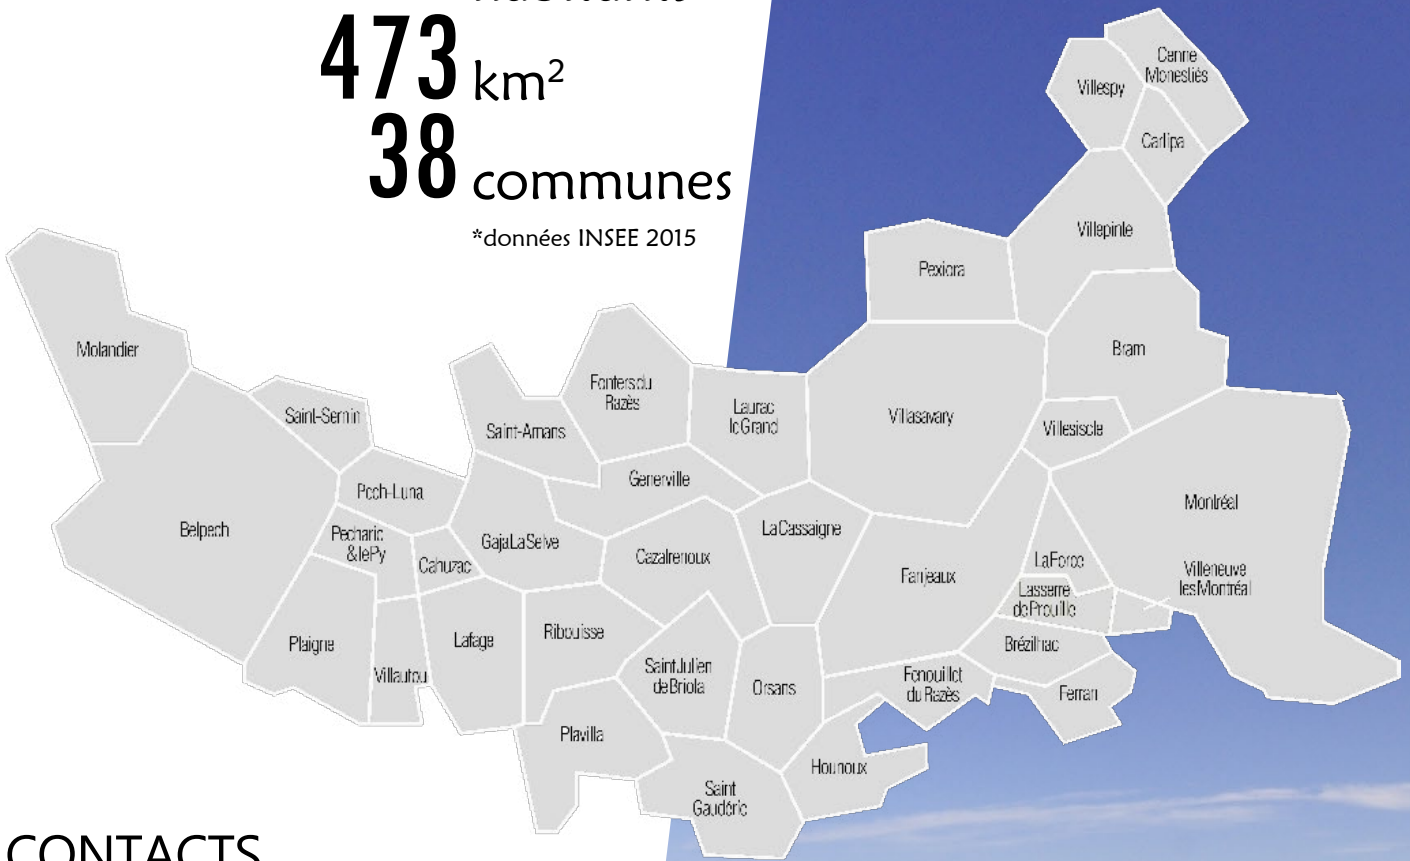 473 km²
38 communes
*données INSEE 2015
Cenne
Monestiés
Villespy
Carlipa
Villepinte
Pexiora
Bram
Molandier
Fonters du
Razès
Laurac
le Grand
Saint-Sernin
Saint-Amans
Villasavary
Villesiscle
Generville
Pech-Luna
Montréal
Belpech
Pecharic
& le Py
Gaja La Selve
La Cassaigne
Cahuzac
Cazalrenoux
Fanjeaux
La Force
Villeneuve
les Montréal
Lasserre
de Prouille
Plaigne
Lafage
Ribouisse
Brézilhac
Villautou
Saint Julien
de Briola
Orsans
Fenouillet
du Razès
Ferran
Plavilla
Hounoux
Saint
Gaudéric
CONTACTS